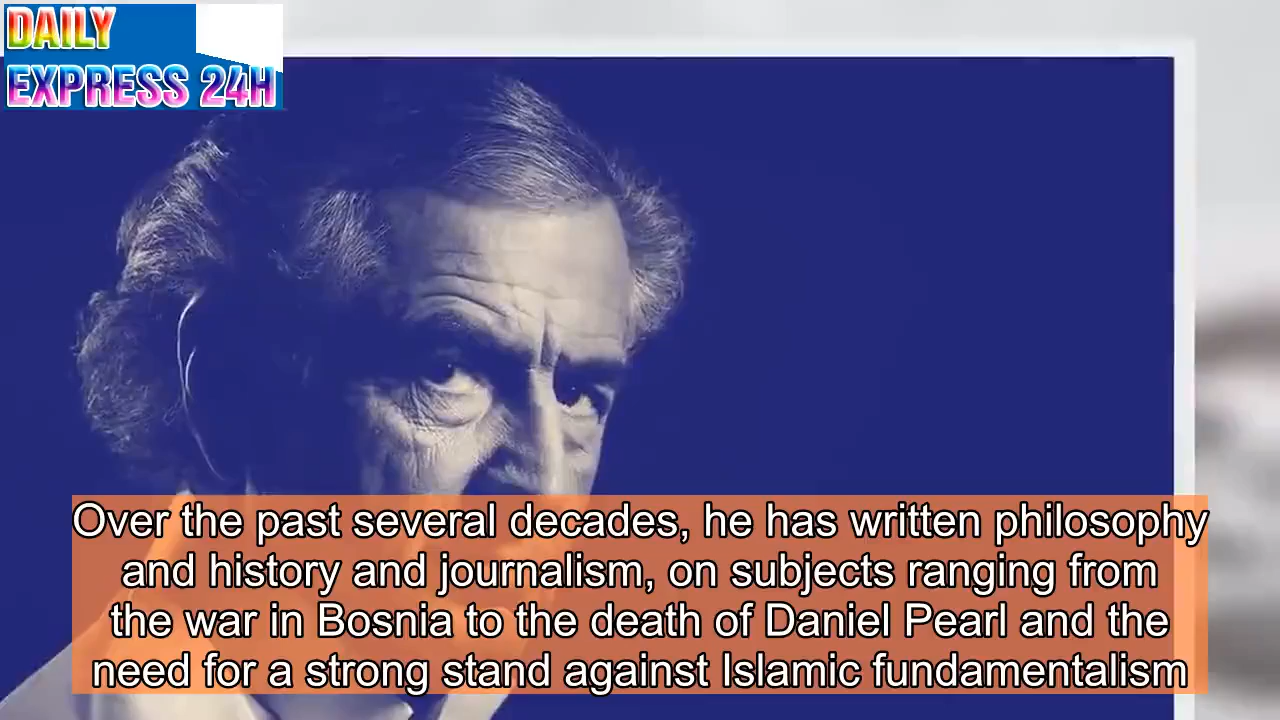 DAILY
EXPRESS 24H
Over the past several decades, he has written philosophy
and history and journalism, on subjects ranging from
the war in Bosnia to the death of Daniel Pearl and the
need for a strong stand against Islamic fundamentalism